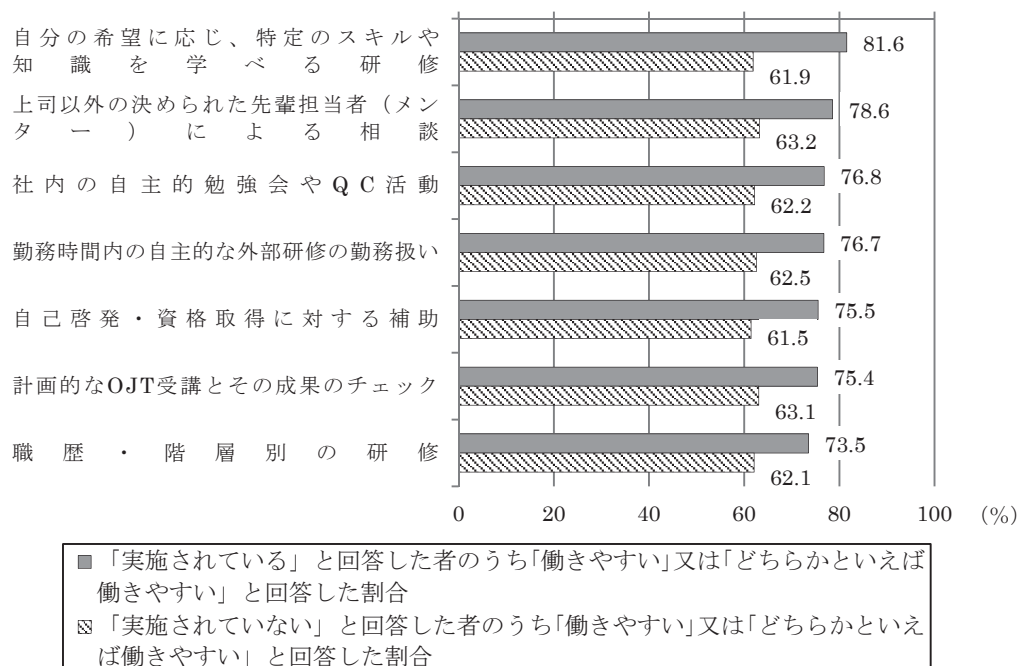 自分の希望に応じ、特定のスキルや
知識を学べる研修
81.6
61.9
上司以外の決められた先輩担当者（メン
ター）による相談
78.6
63.2
社内の自主的勉強会やＱＣ活動
76.8
62.2
勤務時間内の自主的な外部研修の勤務扱い
76.7
62.5
自己啓発・資格取得に対する補助
75.5
61.5
計画的なOJT受講とその成果のチェック
75.4
63.1
職歴・階層別の研修
73.5
62.1
0 20 40 60 80 100 (%)
「実施されている」と回答した者のうち「働きやすい」又は「どちらかといえば
働きやすい」と回答した割合
「実施されていない」と回答した者のうち「働きやすい」又は「どちらかといえ
ば働きやすい」と回答した割合